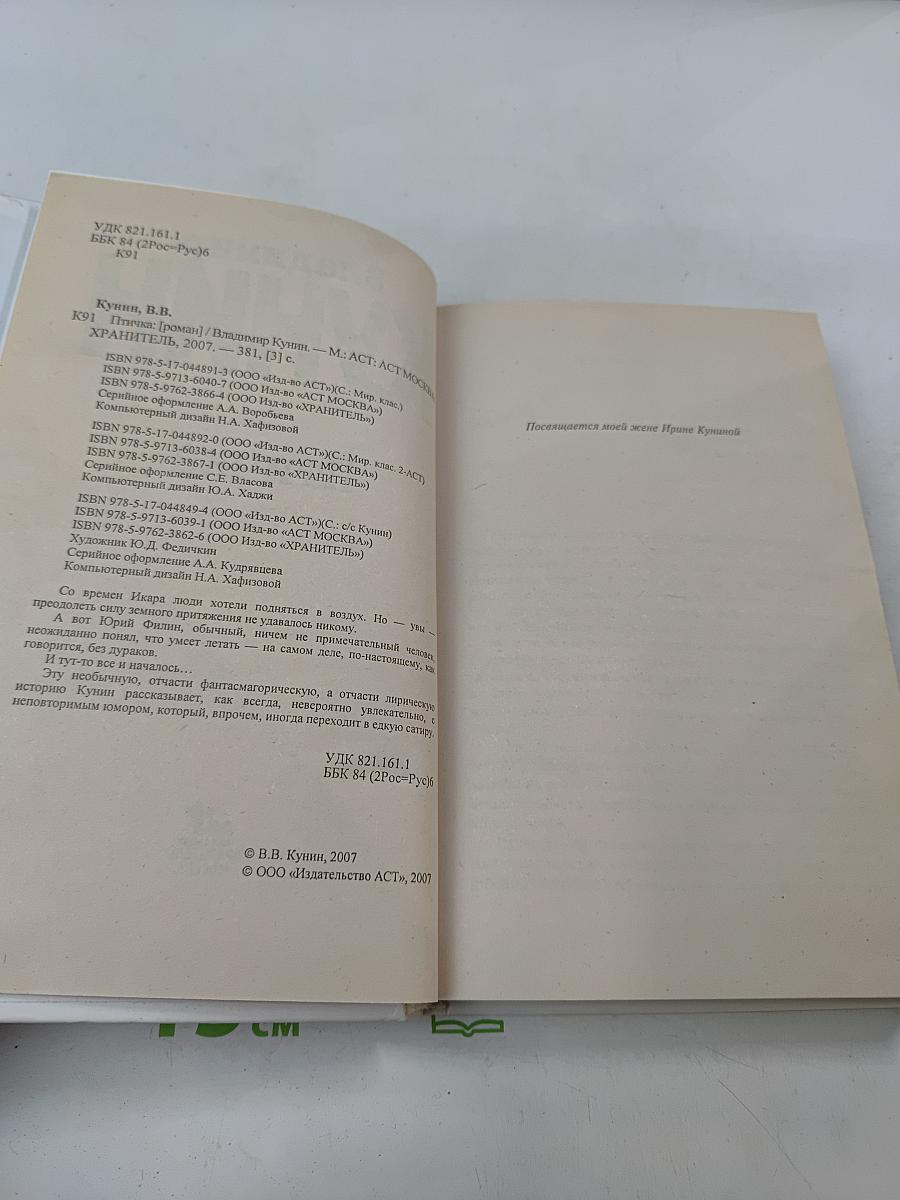 УДК 821.161.1
ББК 84 (2Рос=Рус)6
К91
Кунин, В.В.
К91 Птичка: [роман] / Владимир Кунин. — М.: АСТ: АСТ МОСКВА:
ХРАНИТЕЛЬ, 2007. — 381, [3] с.
ISBN 978-5-17-044891-3 (ООО «Изд-во АСТ»)(С.: Мир. клас.)
ISBN 978-5-9713-6040-7 (ООО Изд-во «АСТ МОСКВА»)
ISBN 978-5-9762-3866-4 (ООО Изд-во «ХРАНИТЕЛЬ»)
Серийное оформление А.А. Воробьева
Компьютерный дизайн Н.А. Хафизовой
ISBN 978-5-17-044892-0 (ООО «Изд-во АСТ»)(С.: Мир. клас. 2-АСТ)
ISBN 978-5-9713-6038-4 (ООО Изд-во «АСТ МОСКВА»)
ISBN 978-5-9762-3867-1 (ООО Изд-во «ХРАНИТЕЛЬ»)
Серийное оформление С.Е. Власова
Компьютерный дизайн Ю.А. Хаджи
ISBN 978-5-17-044849-4 (ООО «Изд-во АСТ»)(С.: с/с Кунин)
ISBN 978-5-9713-6039-1 (ООО Изд-во «АСТ МОСКВА»)
ISBN 978-5-9762-3862-6 (ООО Изд-во «ХРАНИТЕЛЬ»)
Художник Ю.Д. Федичкин
Серийное оформление А.А. Кудрявцева
Компьютерный дизайн Н.А. Хафизовой
Со времен Икара люди хотели подняться в воздух. Но — увы —
преодолеть силу земного притяжения не удавалось никому.
А вот Юрий Филин, обычный, ничем не примечательный человек,
неожиданно понял, что умеет летать — на самом деле, по-настоящему, как
говорится, без дураков.
И тут-то все и началось...
Эту необычную, отчасти фантасмагорическую, а отчасти лирическую
историю Кунин рассказывает, как всегда, невероятно увлекательно, с
неповторимым юмором, который, впрочем, иногда переходит в едкую сатиру.
УДК 821.161.1
ББК 84 (2Рос=Рус)6
© В.В. Кунин, 2007
© ООО «Издательство АСТ», 2007
Посвящается моей жене Ирине Куниной
см